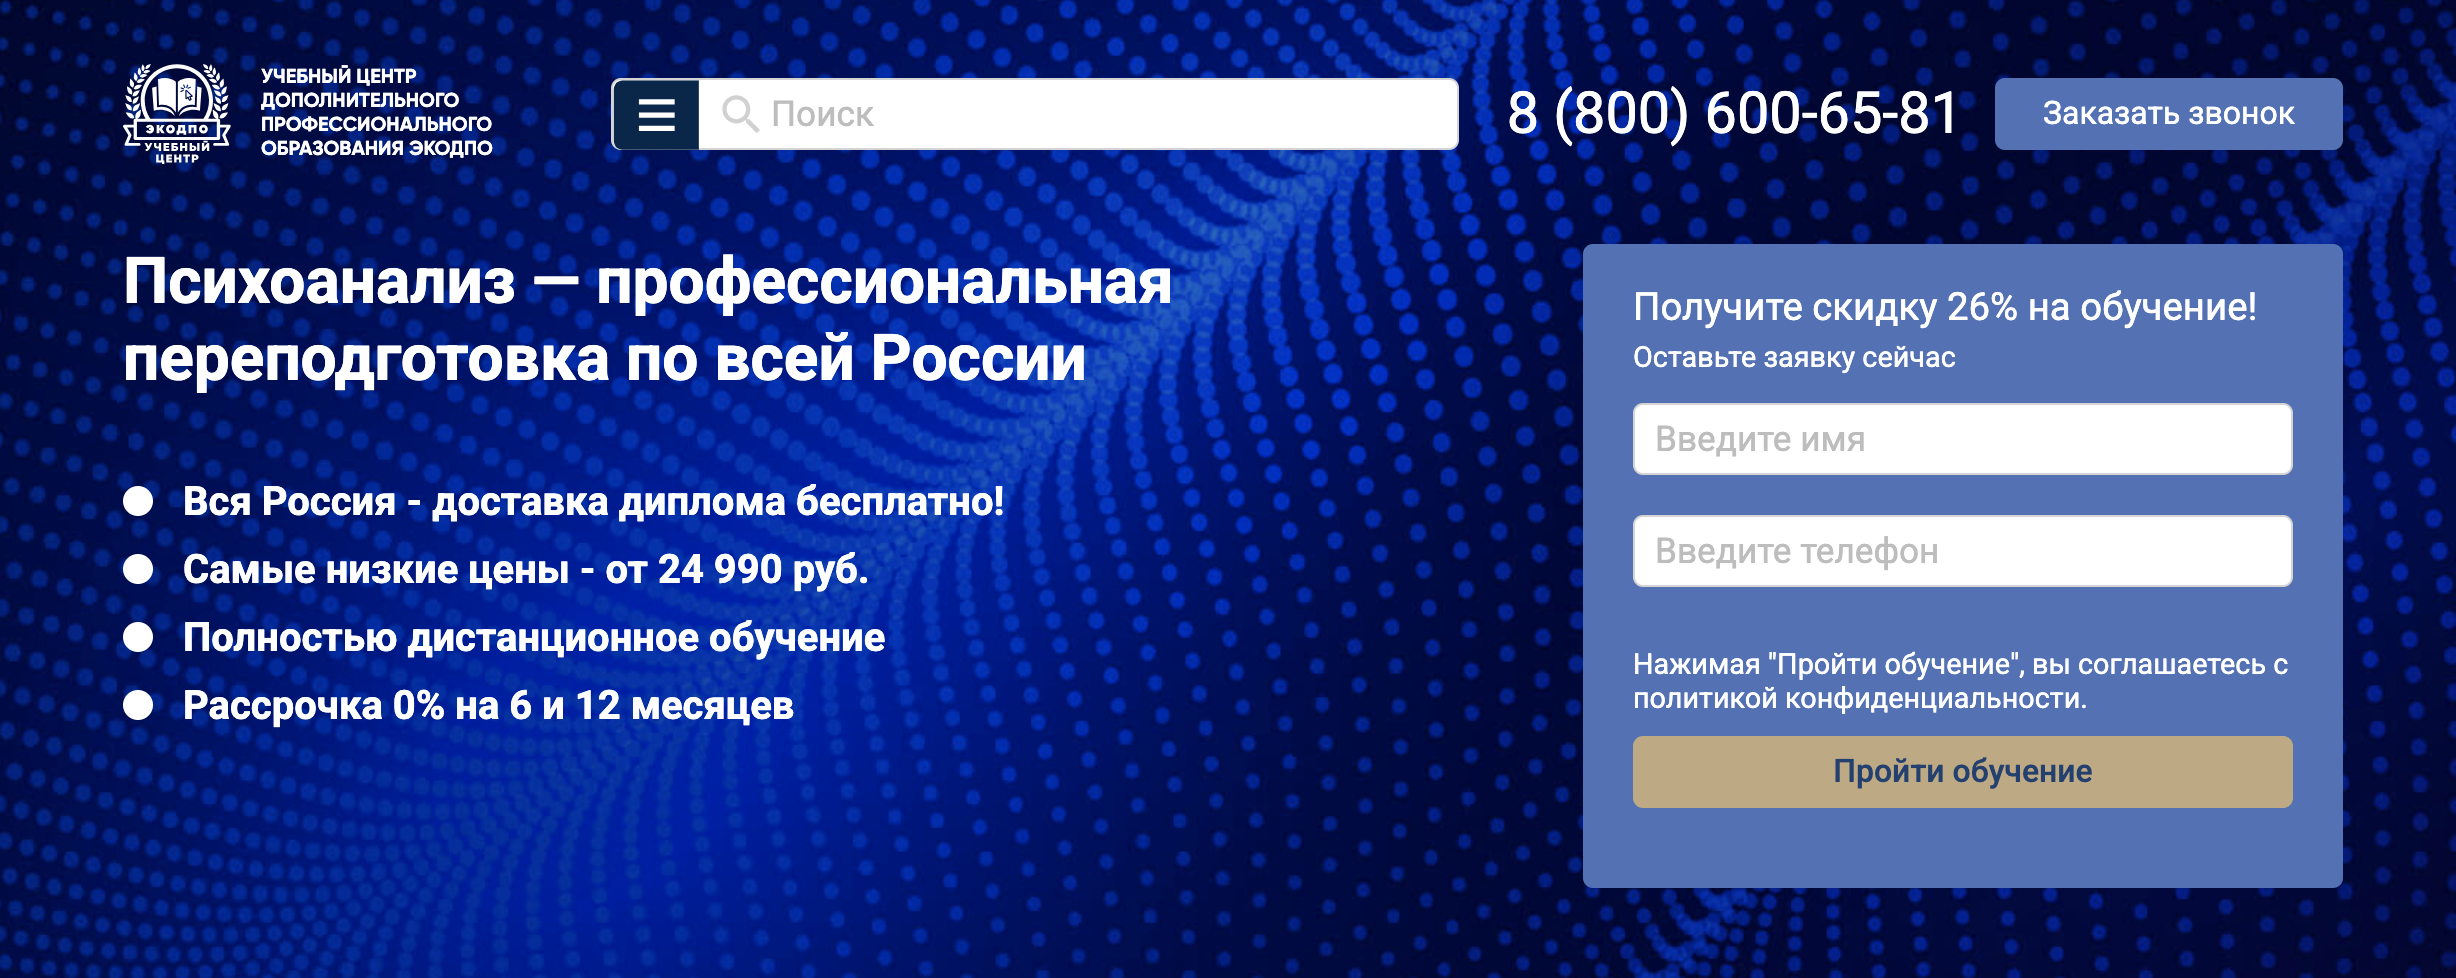 ЭКОДПО
УЧЕБНЫЙ
ЦЕНТР
УЧЕБНЫЙ ЦЕНТР
ДОПОЛНИТЕЛЬНОГО
ПРОФЕССИОНАЛЬНОГО
ОБРАЗОВАНИЯ ЭКОДПО
Поиск
8 (800) 600-65-81
Заказать звонок
Психоанализ — профессиональная
переподготовка по всей России
Вся Россия - доставка диплома бесплатно!
Самые низкие цены - от 24 990 руб.
Полностью дистанционное обучение
Рассрочка 0% на 6 и 12 месяцев
Получите скидку 26% на обучение!
Оставьте заявку сейчас
Введите имя
Введите телефон
Нажимая "Пройти обучение", вы соглашаетесь с
политикой конфиденциальности.
Пройти обучение